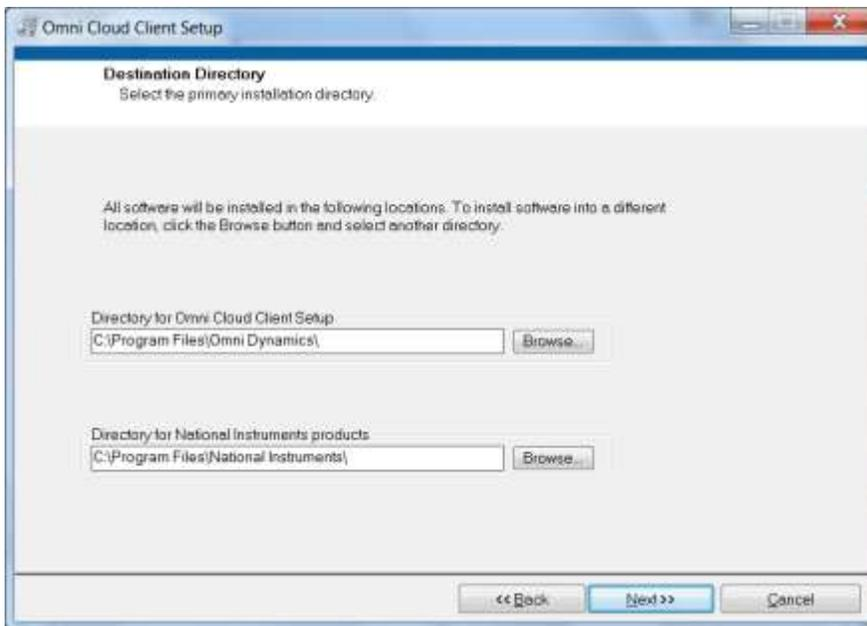 Omni Cloud Client Setup
Destination Directory
Select the primary installation directory.
All software will be installed in the following locations. To install software into a different
location, click the Browse button and select another directory.
Directory for Omni Cloud Client Setup
C:\Program Files\Omni Dynamics\
Browse...
Directory for National Instruments products
C:\Program Files\National Instruments\
Browse...
<< Back
Next >>
Cancel